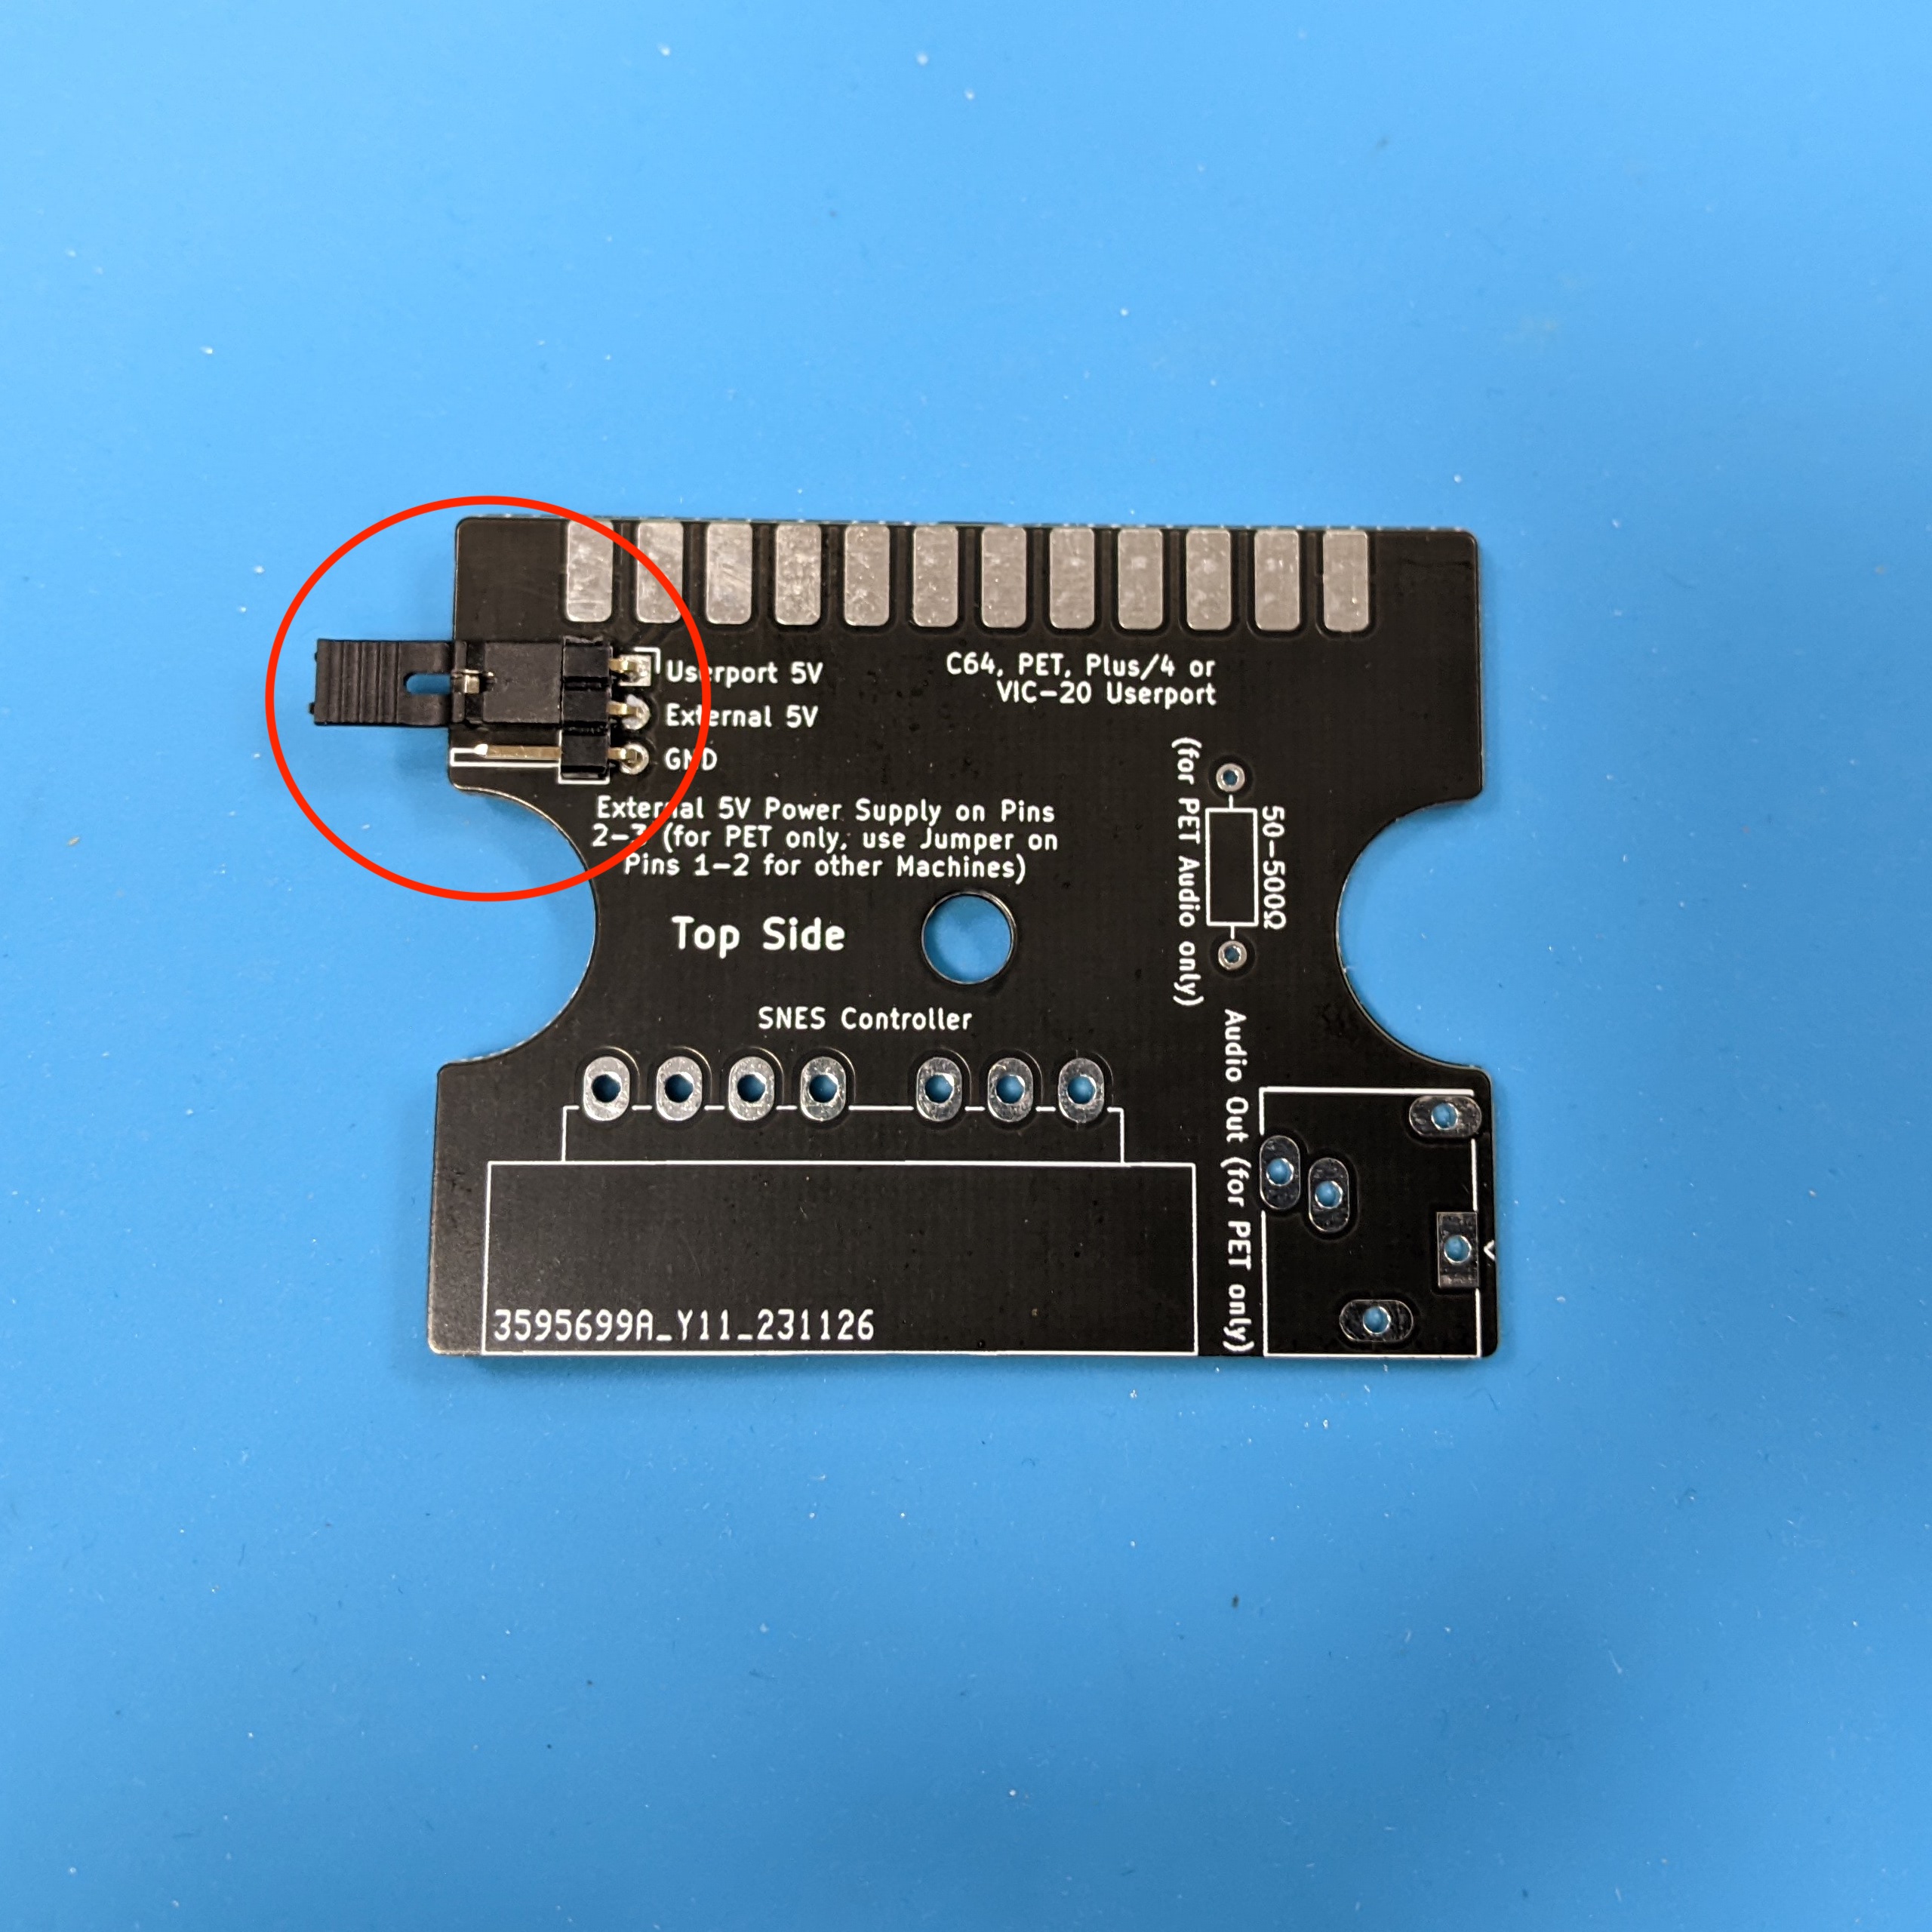 Userport 5V
External 5V
GND
C64, PET, Plus/4 or
VIC-20 Userport
External 5V Power Supply on Pins
2-3 (for PET only, use Jumper on
Pins 1-2 for other Machines)
50-500Ω
(for PET Audio only)
Top Side
SNES Controller
Audio Out (for PET only)
3595699A_Y11_231126